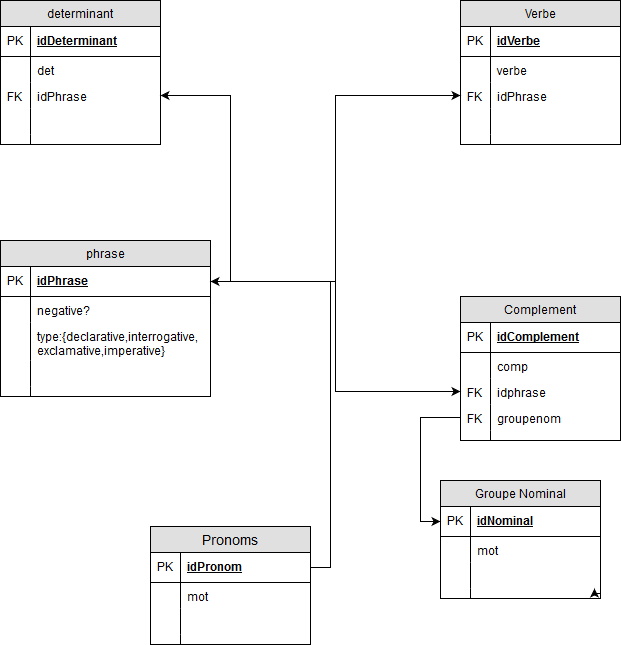 determinant
PK idDeterminant
det
FK idPhrase
Verbe
PK idVerbe
verbe
FK idPhrase
phrase
PK idPhrase
negative?
type:{declarative,interrogative,
exclamative,imperative}
Complement
PK idComplement
comp
FK idphrase
FK groupenom
Groupe Nominal
PK idNominal
mot
Pronoms
PK idPronom
mot